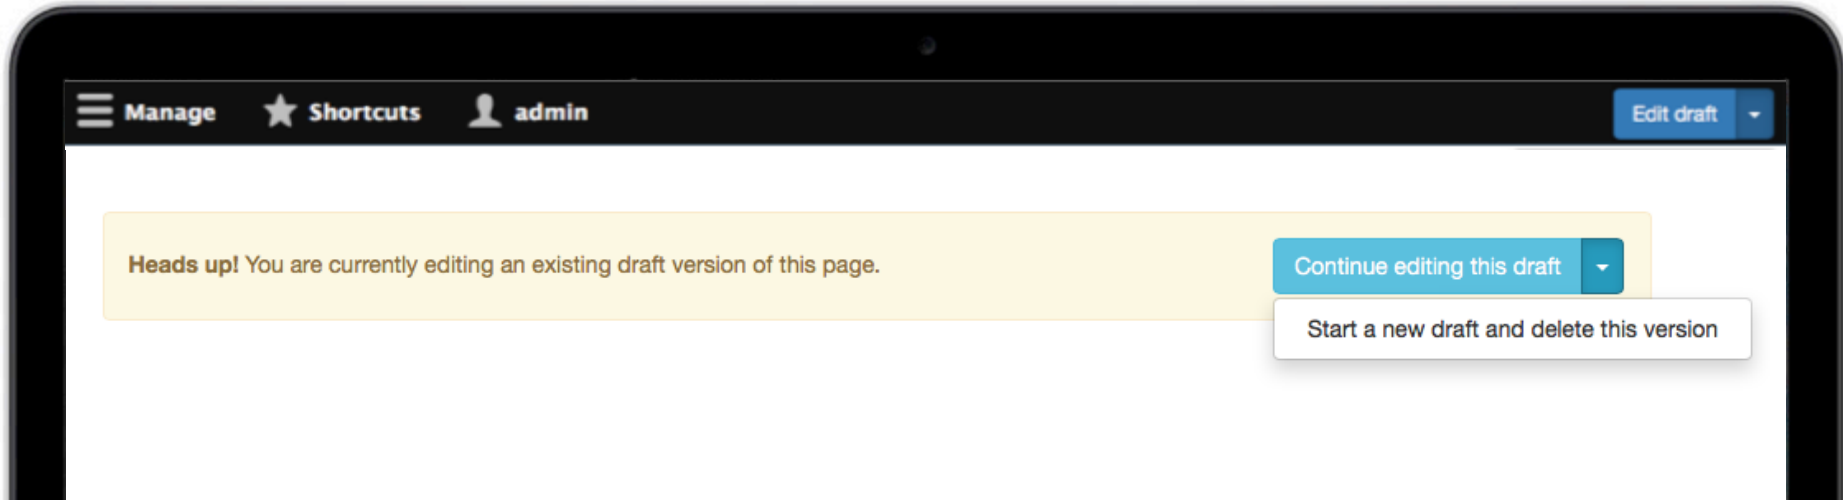 Manage Shortcuts admin Edit draft
Heads up! You are currently editing an existing draft version of this page. Continue editing this draft
Start a new draft and delete this version